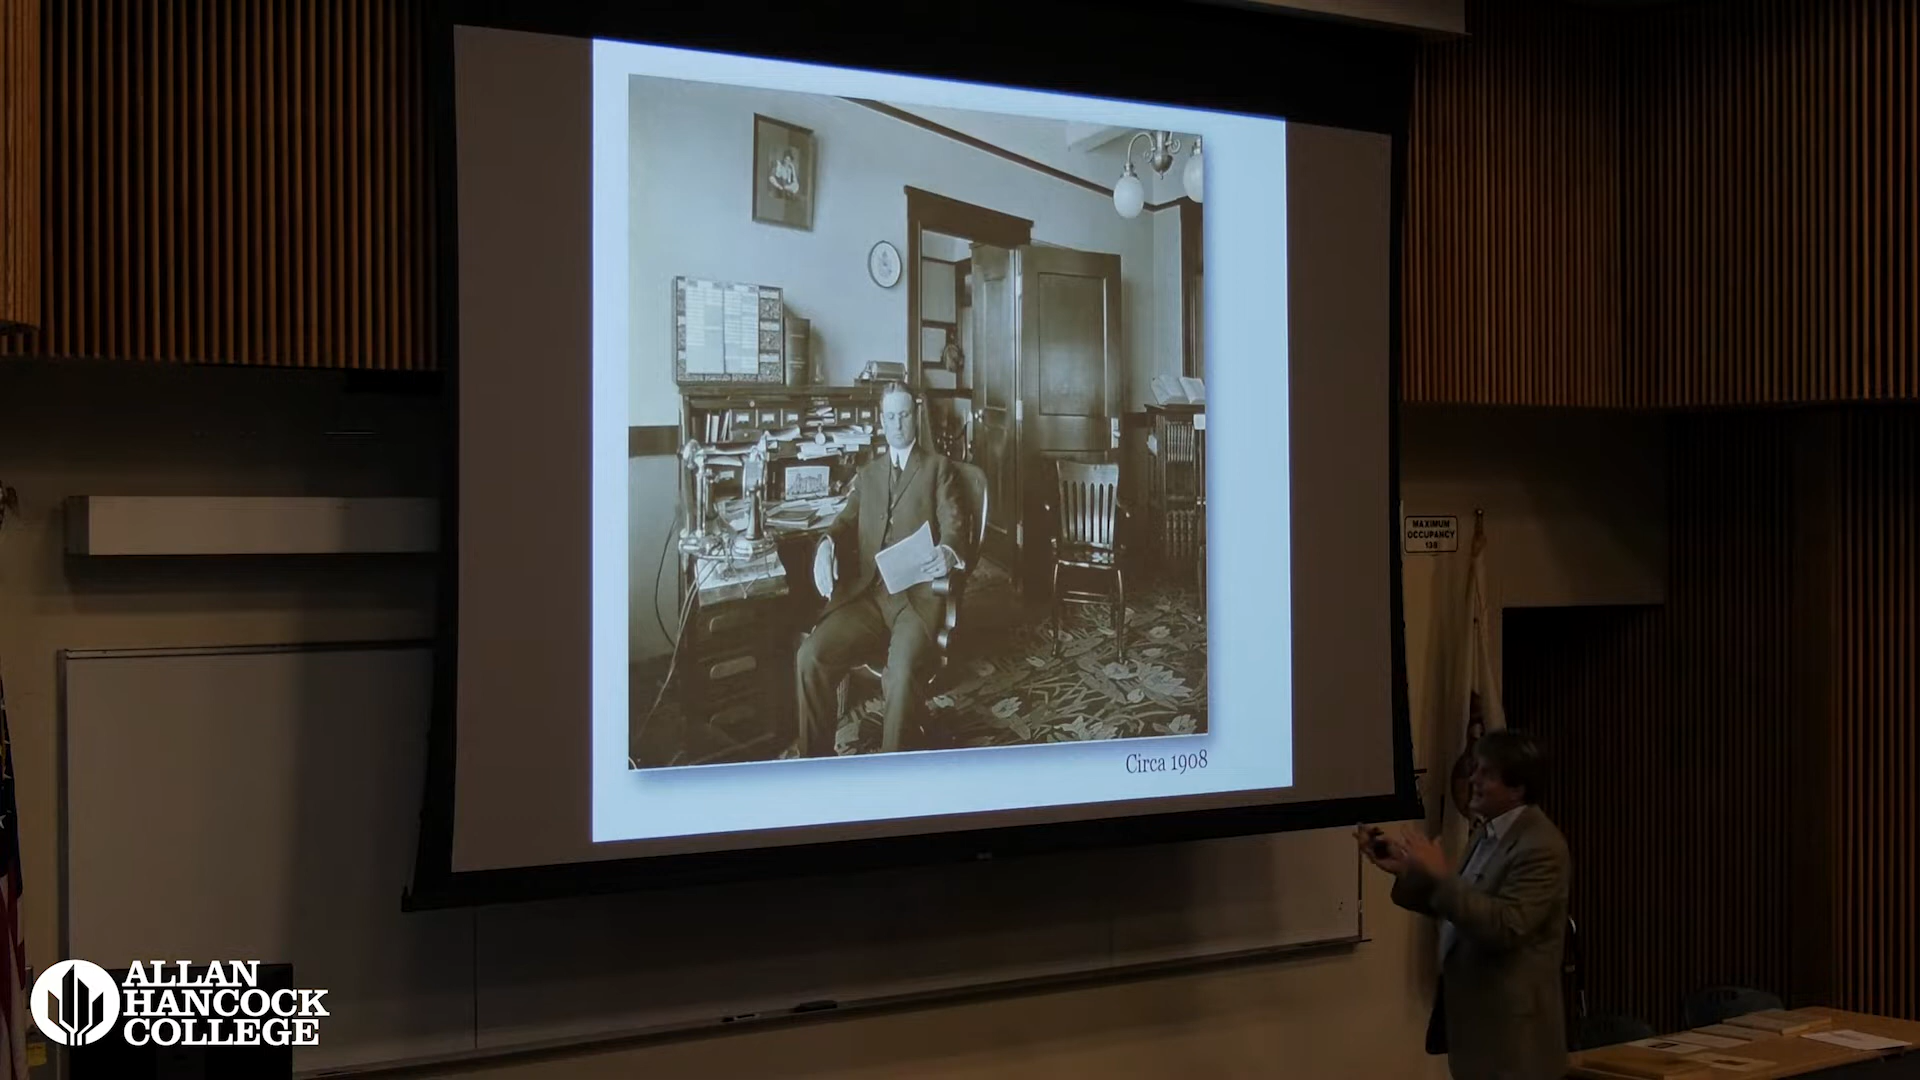 Circa 1908
MAXIMUM
OCCUPANCY
138
ALLAN
HANCOCK
COLLEGE